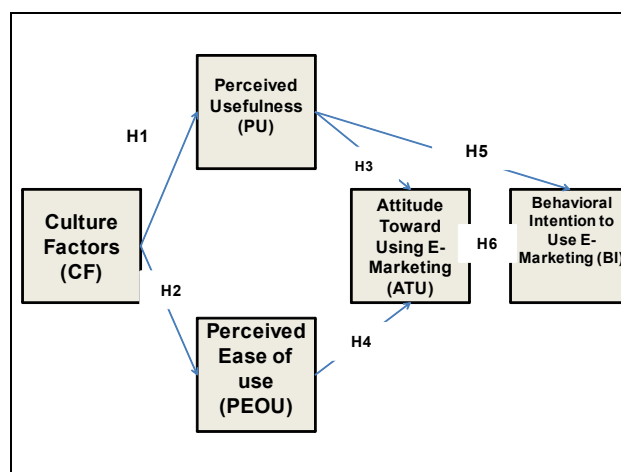 Perceived
Usefulness
(PU)
H1
H3
H5
Culture
Factors
(CF)
Attitude
Toward
Using E-
Marketing
(ATU)
H6
Behavioral
Intention to
Use E-
Marketing (BI)
H2
Perceived
Ease of
use
(PEOU)
H4